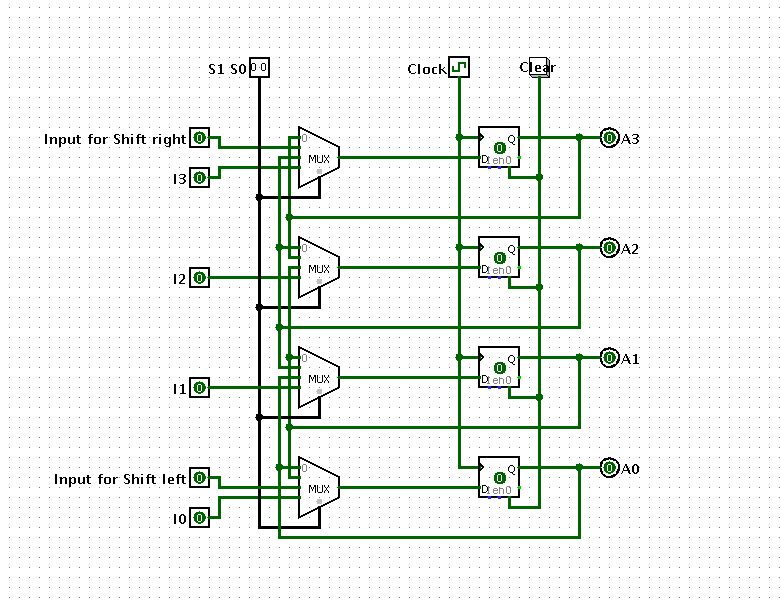 S1 S0 0 0 Clock Clear
Input for Shift right 0
I3 0
0 MUX
Q D en 0 0
0 A3
I2 0
0 MUX
Q D en 0 0
0 A2
I1 0
0 MUX
Q D en 0 0
0 A1
Input for Shift left 0
I0 0
0 MUX
Q D en 0 0
0 A0